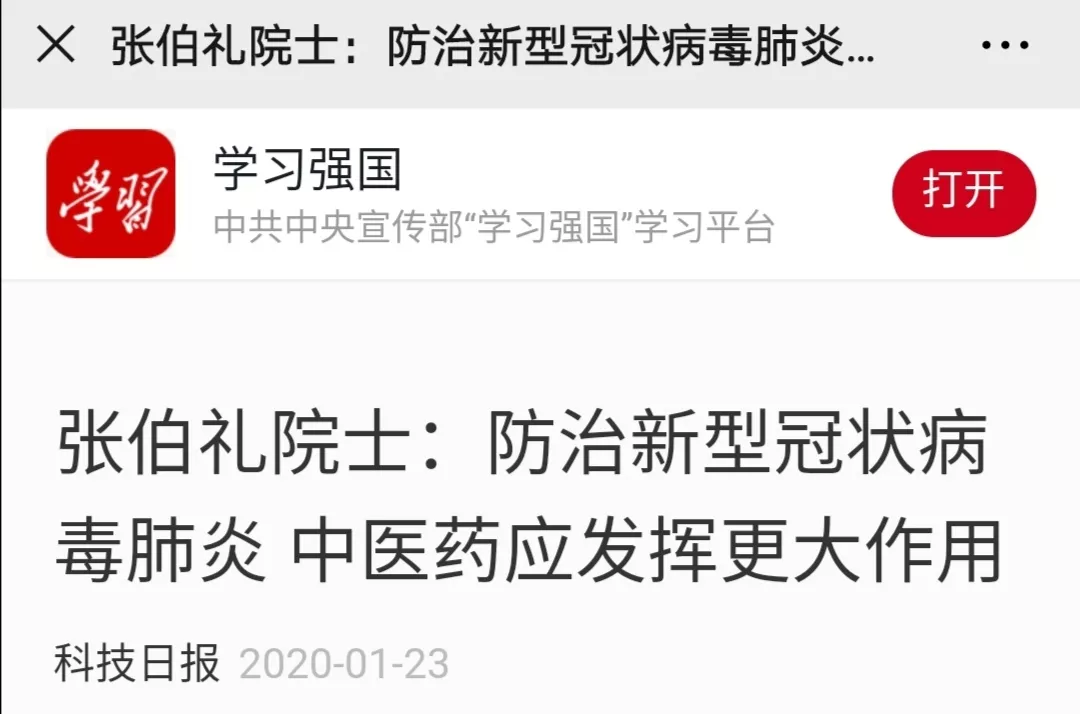 张伯礼院士：防治新型冠状病毒肺炎...
學習
学习强国
中共中央宣传部“学习强国”学习平台
打开
张伯礼院士：防治新型冠状病
毒肺炎 中医药应发挥更大作用
科技日报 2020-01-23